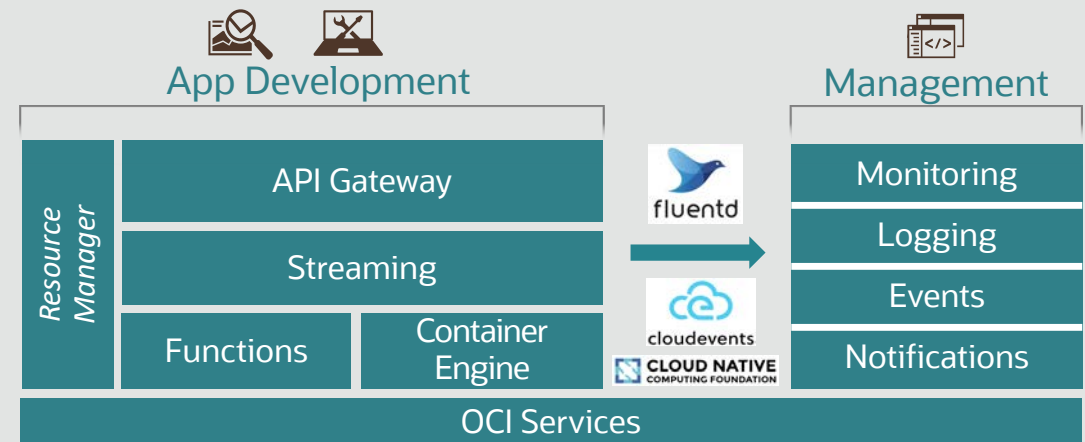 App Development
Management
Resource
Manager
API Gateway
Streaming
Functions
Container
Engine
fluentd
cloudevents
CLOUD NATIVE
COMPUTING FOUNDATION
</>
Monitoring
Logging
Events
Notifications
OCI Services